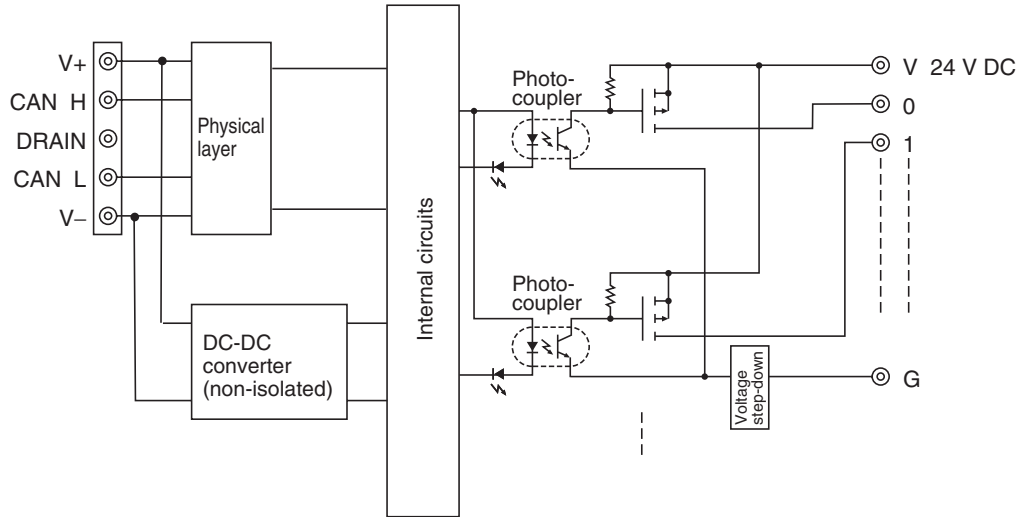 V+
CAN H
DRAIN
CAN L
V−
Physical
layer
DC-DC
converter
(non-isolated)
Internal circuits
Photo-
coupler
Photo-
coupler
V 24 V DC
0
1
Voltage
step-down
G